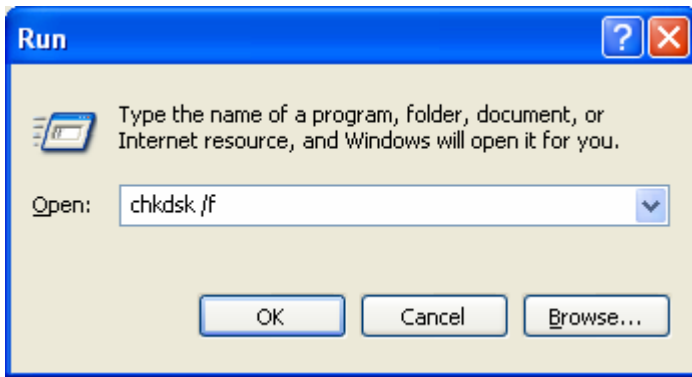 Run
Type the name of a program, folder, document, or
Internet resource, and Windows will open it for you.
Open: chkdsk /f
OK Cancel Browse...